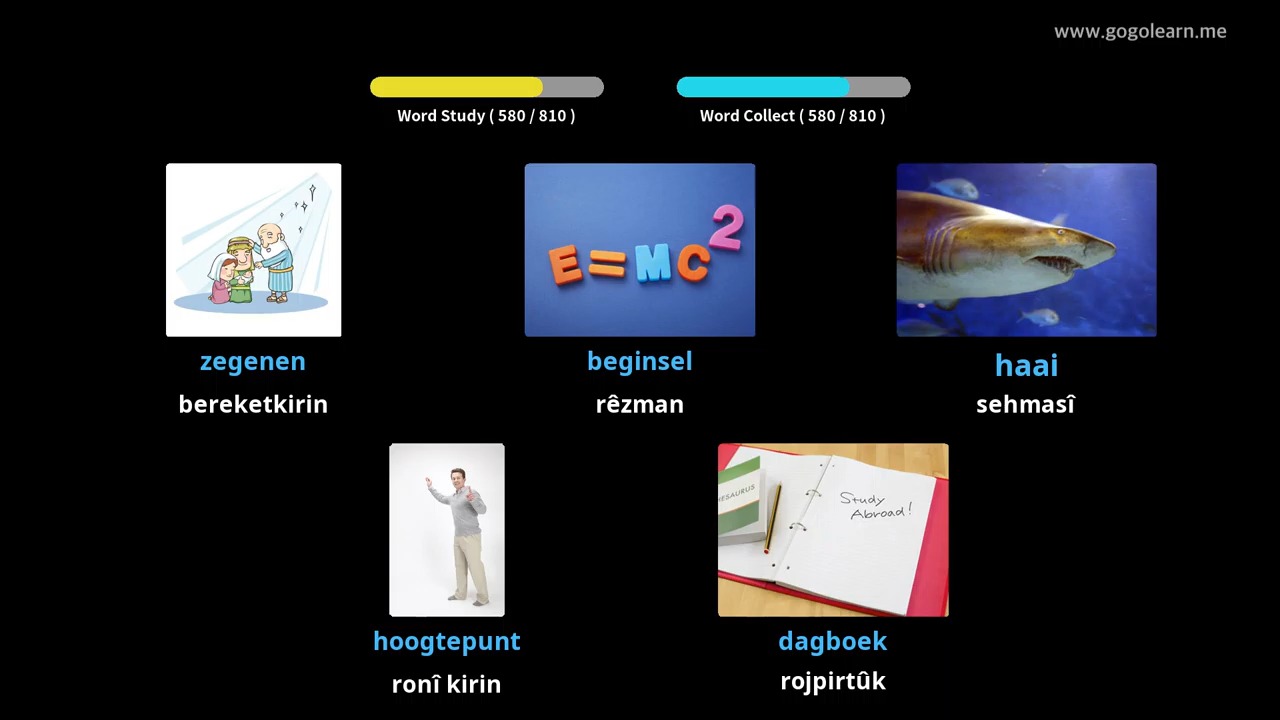 www.gogolearn.me
Word Study ( 580 / 810 )
Word Collect ( 580 / 810 )
E=MC2
zegenen
beginsel
haai
bereketkirin
rêzman
sehmasî
THESAURUS
Study
Abroad!
hoogtepunt
dagboek
ronî kirin
rojpirtûk